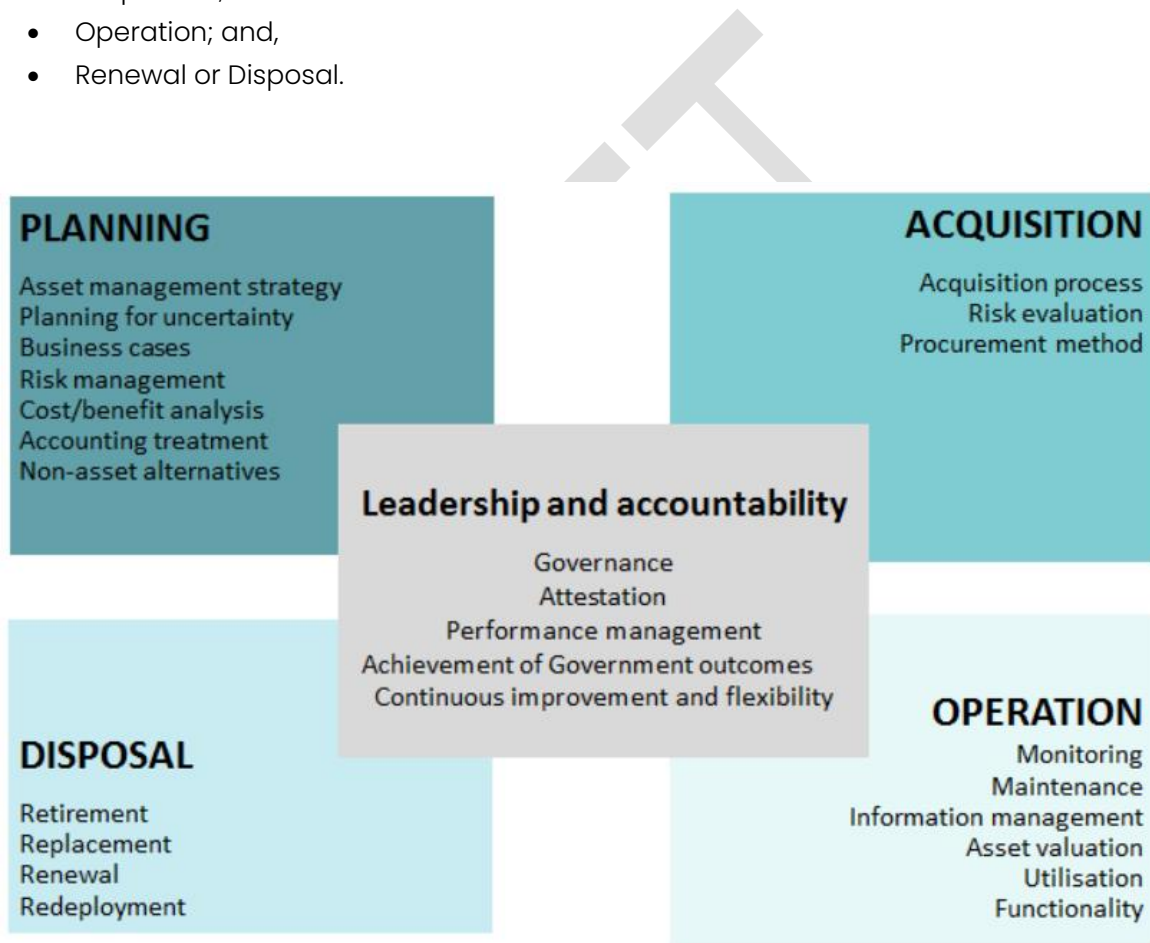 • Operation; and,
• Renewal or Disposal.
PLANNING
Asset management strategy
Planning for uncertainty
Business cases
Risk management
Cost/benefit analysis
Accounting treatment
Non-asset alternatives
ACQUISITION
Acquisition process
Risk evaluation
Procurement method
Leadership and accountability
Governance
Attestation
Performance management
Achievement of Government outcomes
Continuous improvement and flexibility
DISPOSAL
Retirement
Replacement
Renewal
Redeployment
OPERATION
Monitoring
Maintenance
Information management
Asset valuation
Utilisation
Functionality